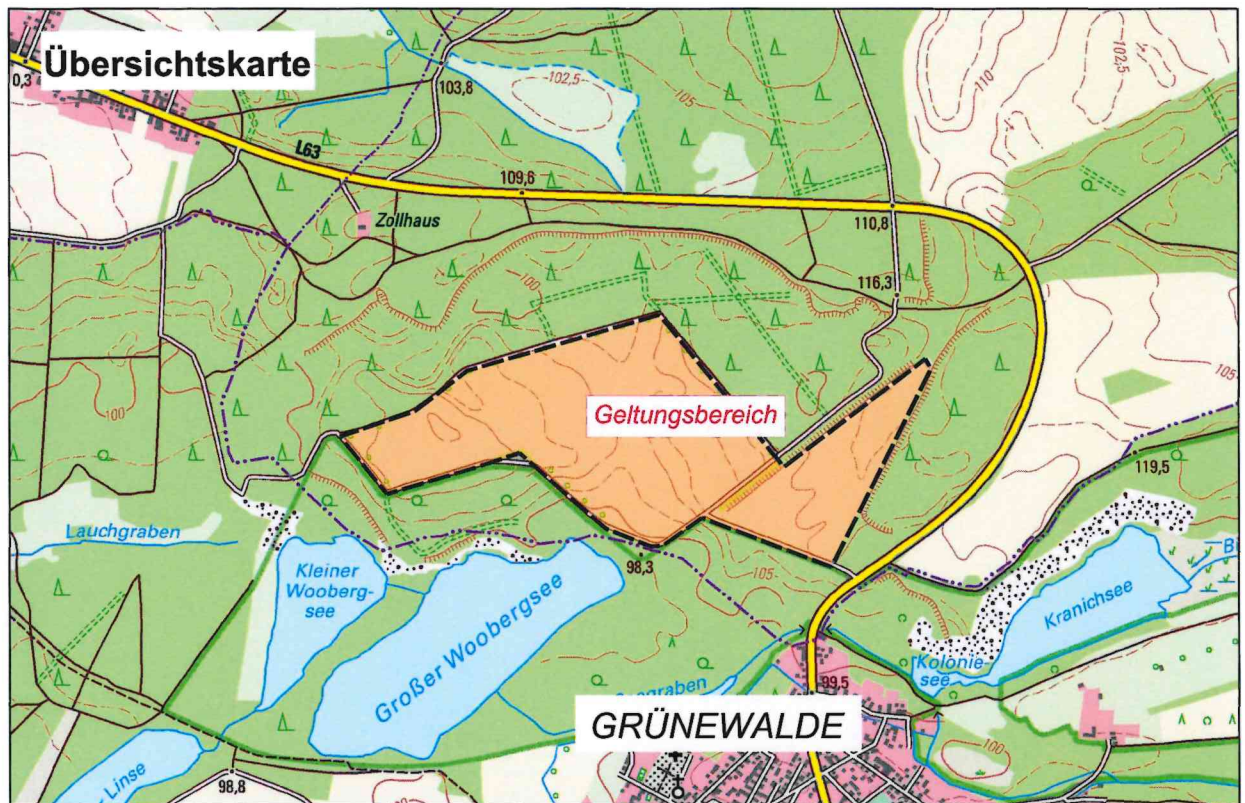 Übersichtskarte
0,3
103,8
102,5
105
110
102,5
L63
109,6
Zollhaus
110,8
116,3
100
105
100
Geltungsbereich
119,5
Lauchgraben
Kleiner
Wooberg-
see
98,3
105
Kranichsee
Großer Woobergsee
Kolonie-
see
graben
99,5
GRÜNEWALDE
100
Linse
98,8